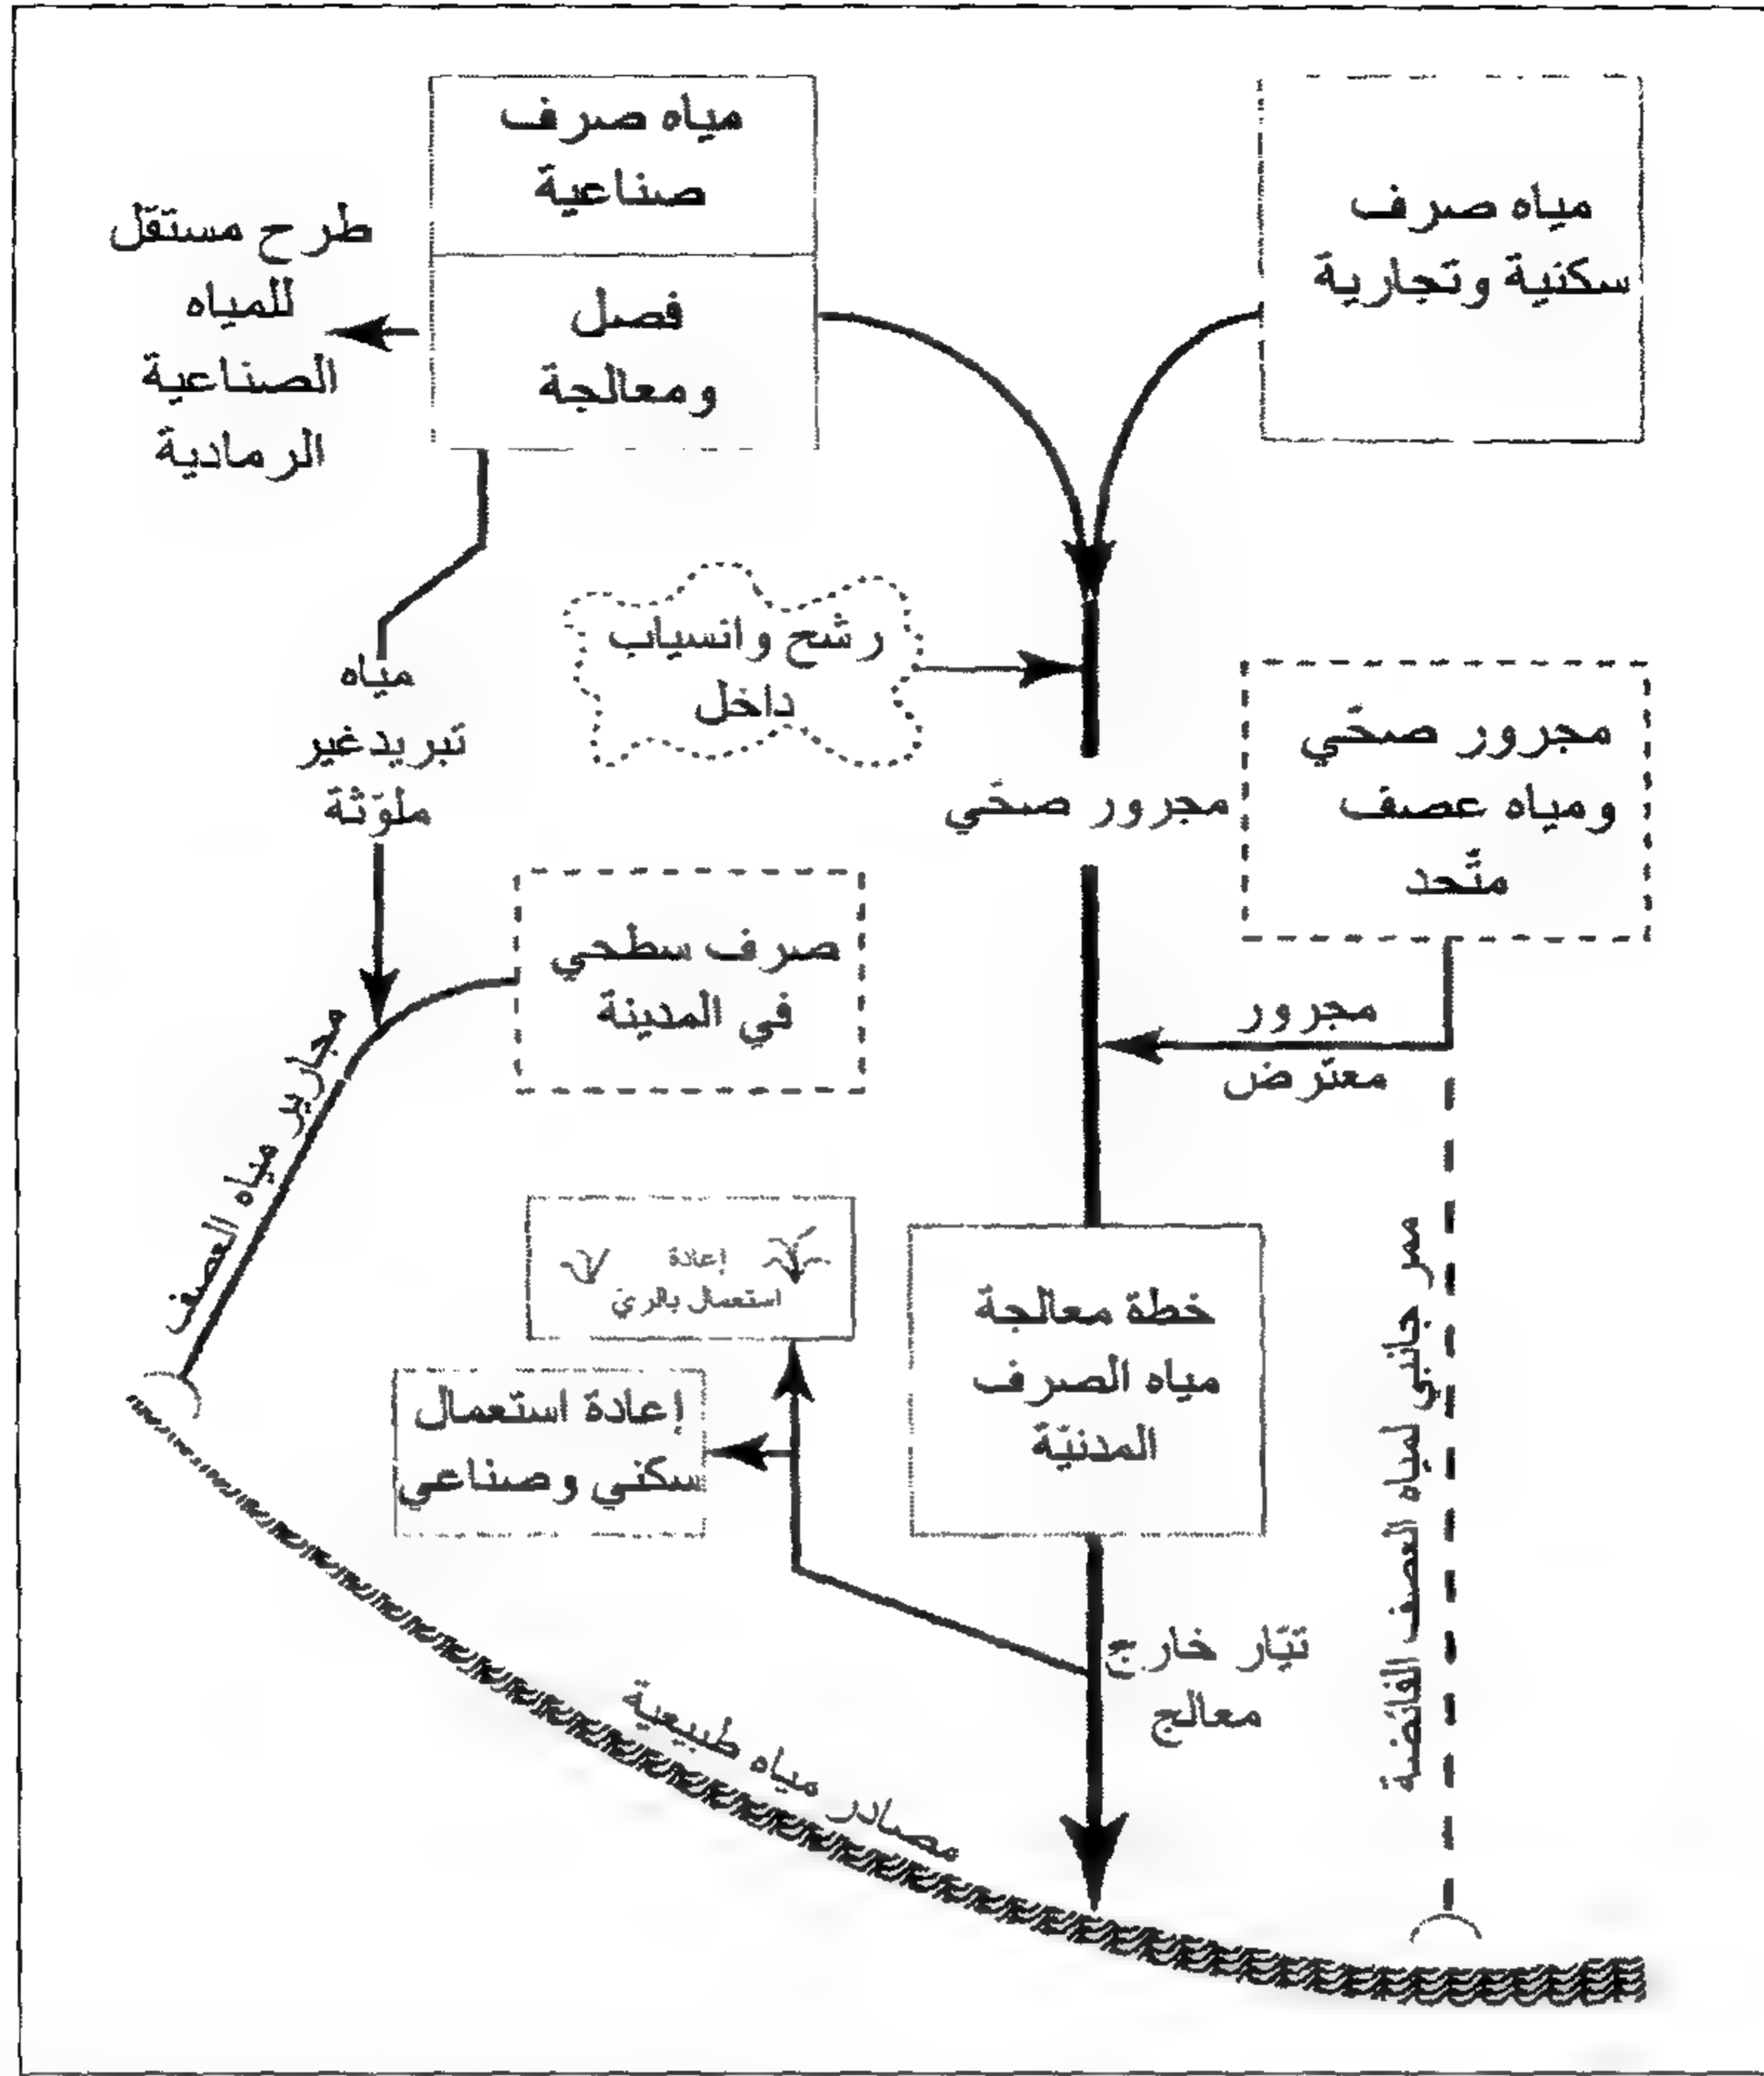 مياه صرف
سكنية وتجارية
مياه صرف
صناعية
فصل
ومعالجة
طرح مستقل
للمياه
الصناعية
الرمادية
رشح وانسياب
داخل
مياه
تبريد غير
ملوّثة
مجرور صحّي
ومياه عصف
متّحد
مجرور صحّي
صرف سطحي
في المدينة
مجرور
معترض
مجارير مياه العصف
إعادة
استعمال بالريّ
خطة معالجة
مياه الصرف
المدنيّة
إعادة استعمال
سكني وصناعي
ممر جانبي لمياه العصف الفائضة
تيّار خارج
معالج
مصادر مياه طبيعية